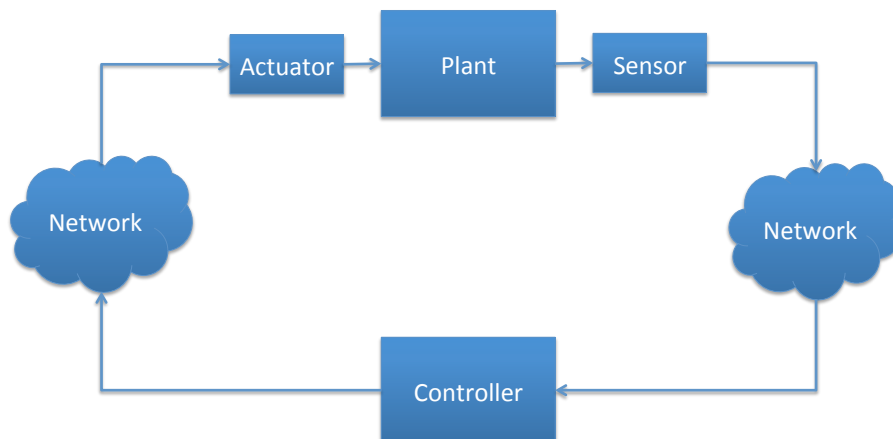 Actuator
Plant
Sensor
Network
Network
Controller